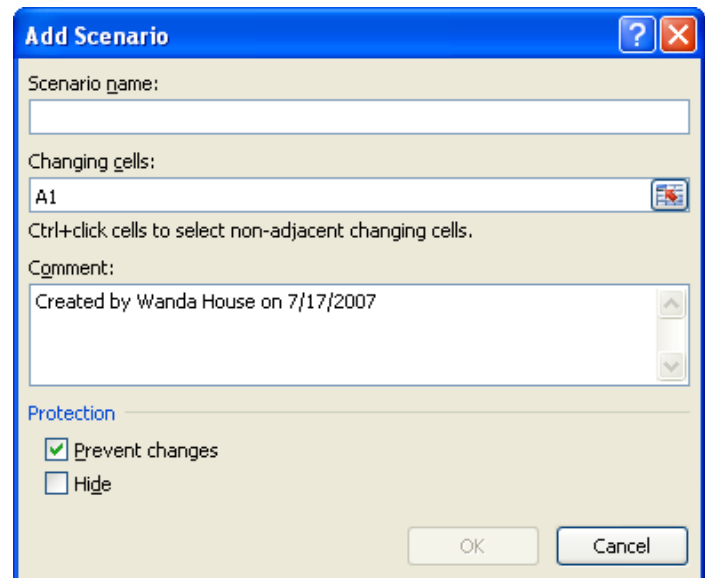 Add Scenario
?
Scenario name:
Changing cells:
A1
Ctrl+click cells to select non-adjacent changing cells.
Comment:
Created by Wanda House on 7/17/2007
Protection
Prevent changes
Hide
OK Cancel